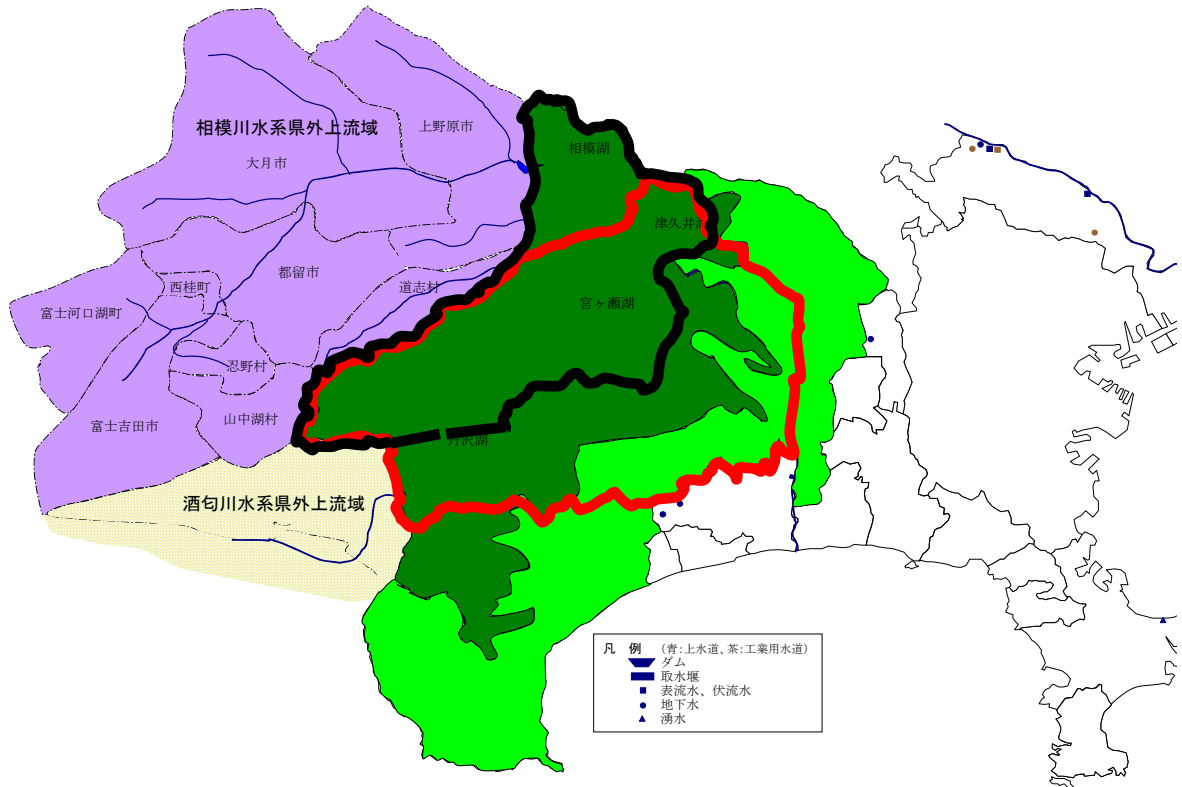 相模川水系県外上流域
上野原市
大月市
相模湖
津久井
都留市
道志村
西桂町
宮ヶ瀬湖
富士河口湖町
忍野村
富士吉田市
山中湖村
丹沢湖
酒匂川水系県外上流域
凡 例 (青:上水道、茶:工業用水道)
ダム
取水堰
表流水、伏流水
地下水
湧水